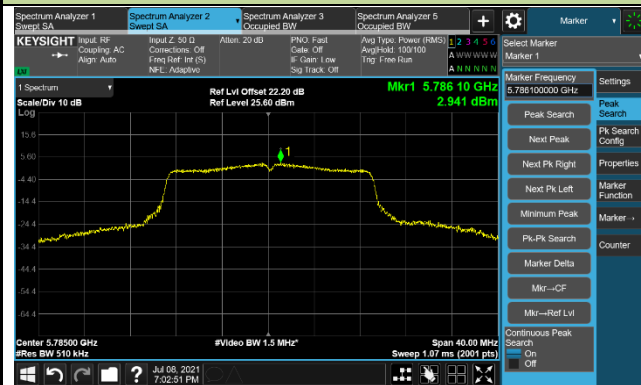 Spectrum Analyzer 1
Swept SA
Spectrum Analyzer 2
Swept SA
Spectrum Analyzer 3
Occupied BW
Spectrum Analyzer 5
Occupied BW
Marker
KEYSIGHT
Input: RF
Coupling: AC
Align: Auto
Input Z: 50 Ω
Corrections: Off
Freq Ref: Int (S)
NFE: Adaptive
Atten: 20 dB
PNO: Fast
Gate: Off
IF Gain: Low
Sig Track: Off
Avg Type: Power (RMS)
Avg|Hold: 100/100
Trig: Free Run
1 2 3 4 5 6
A W W W W W
A N N N N N
Select Marker
Marker 1
1 Spectrum
Scale/Div 10 dB
Log
Ref Lvl Offset 22.20 dB
Ref Level 25.60 dBm
Mkr1 5.786 10 GHz
2.941 dBm
15.6
5.60
-4.40
-14.4
-24.4
-34.4
-44.4
-54.4
-64.4
1
Center 5.78500 GHz
#Res BW 510 kHz
#Video BW 1.5 MHz*
Span 40.00 MHz
Sweep 1.07 ms (2001 pts)
Marker Frequency
5.786100000 GHz
Peak Search
Next Peak
Next Pk Right
Next Pk Left
Minimum Peak
Pk-Pk Search
Marker Delta
Mkr→CF
Mkr→Ref Lvl
Continuous Peak
Search
On
Off
Settings
Peak
Search
Pk Search
Config
Properties
Marker
Function
Marker→
Counter
?
Jul 08, 2021
7:02:51 PM